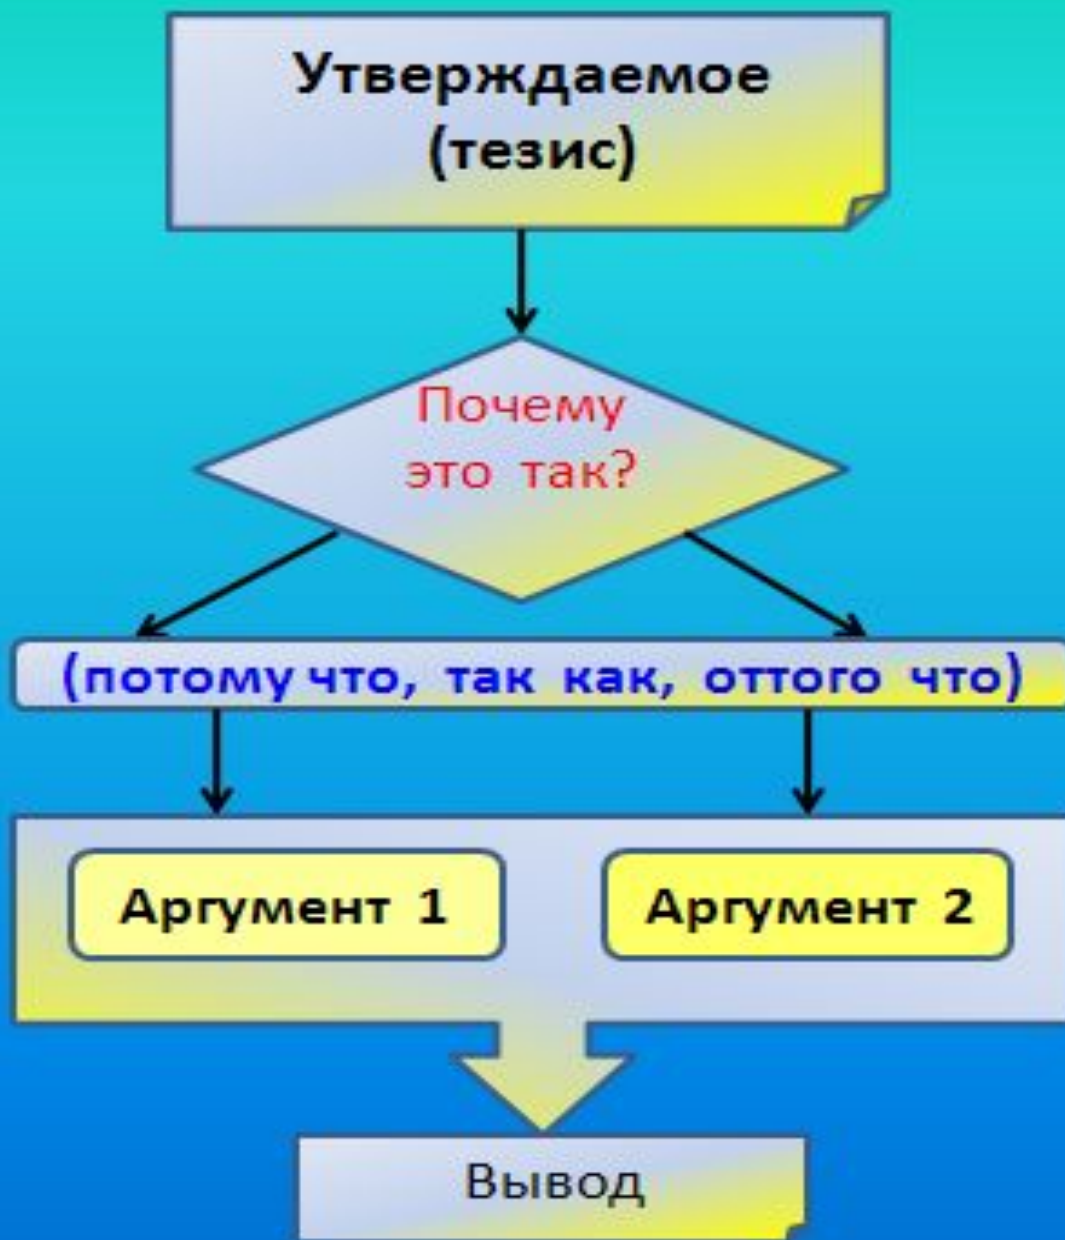 Утверждаемое
(тезис)
Почему
это так?
(потому что, так как, оттого что)
Аргумент 1
Аргумент 2
Вывод